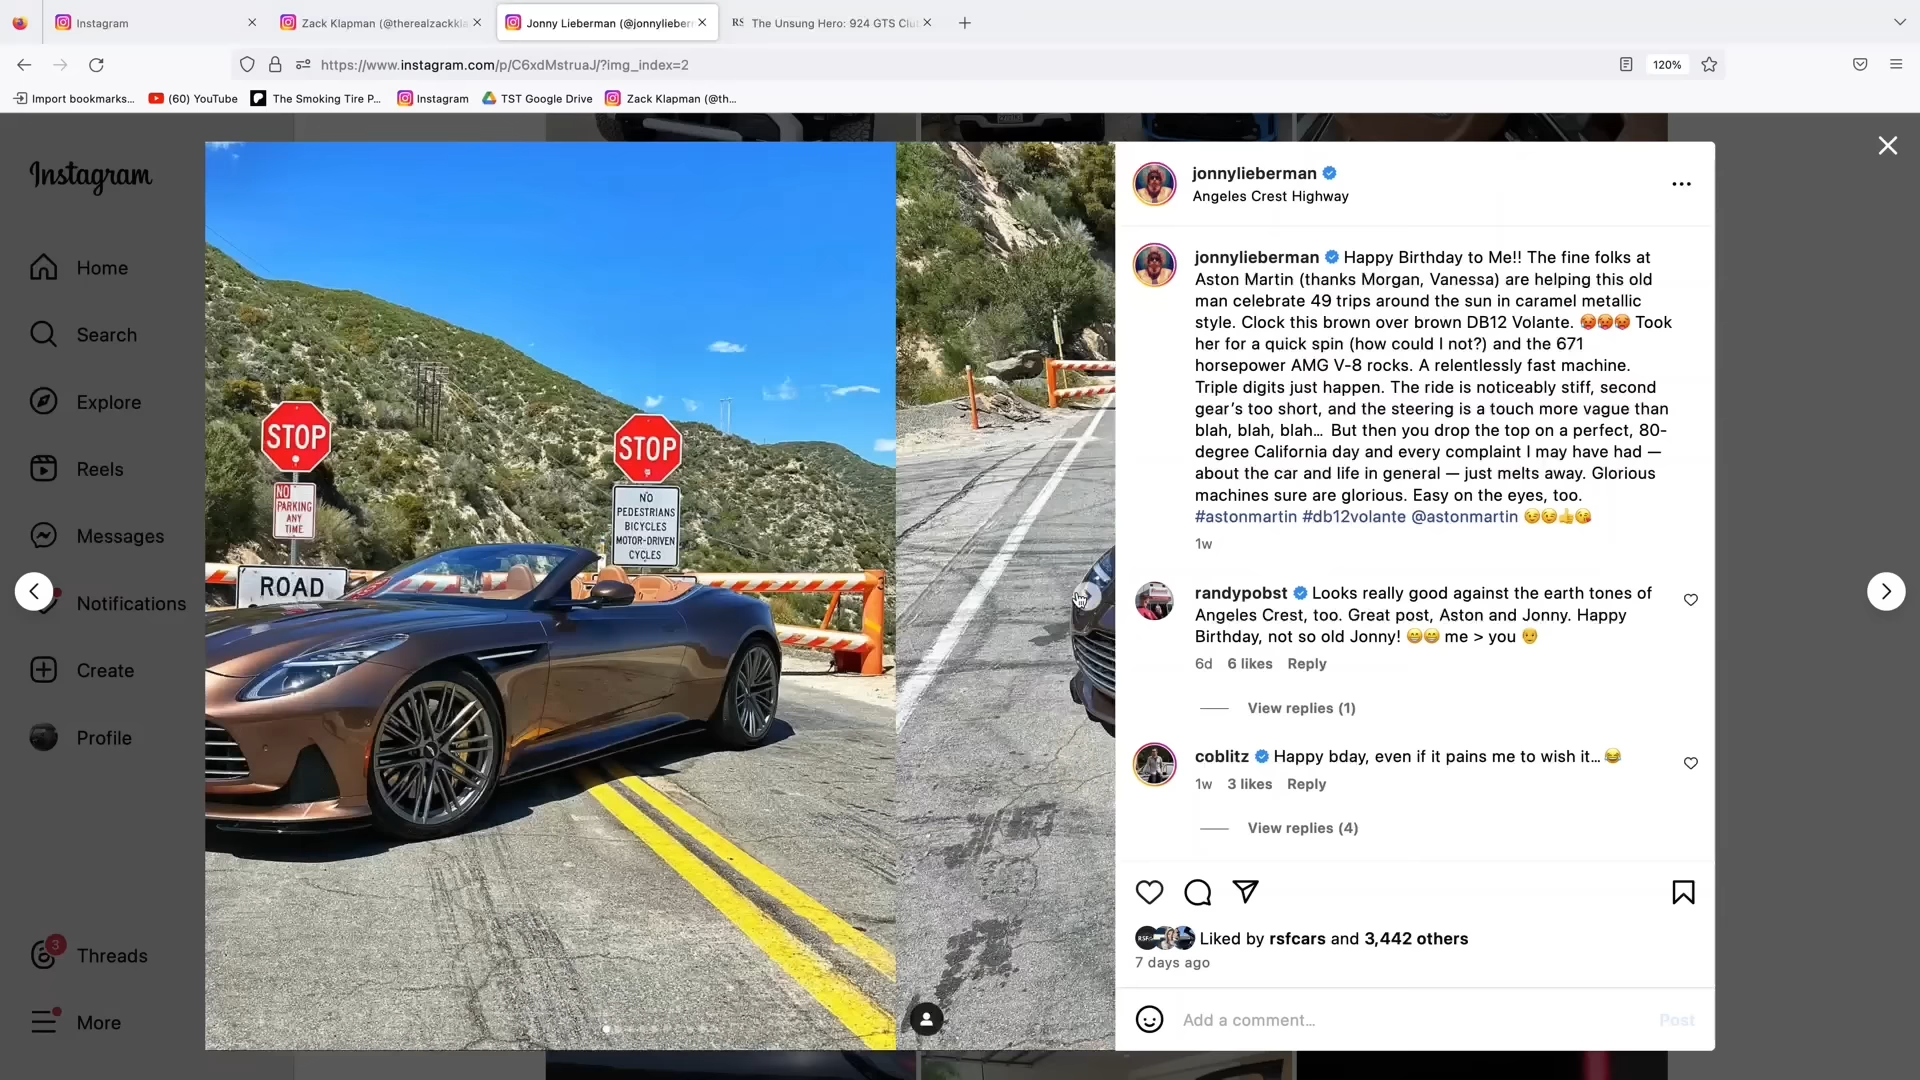 Instagram
Zack Klapman (@therealzackkla
Jonny Lieberman (@jonnylieber
RS
The Unsung Hero: 924 GTS Clu
https://www.instagram.com/p/C6xdMstruaJ/?img_index=2
120%
Import bookmarks...
(60) YouTube
The Smoking Tire P...
Instagram
TST Google Drive
Zack Klapman (@th...
Instagram
Home
Search
Explore
Reels
Messages
Notifications
Create
Profile
3
Threads
More
STOP
NO
PARKING
ANY
TIME
STOP
NO
PEDESTRIANS
BICYCLES
MOTOR-DRIVEN
CYCLES
ROAD
jonnylieberman
Angeles Crest Highway
jonnylieberman Happy Birthday to Me!! The fine folks at
Aston Martin (thanks Morgan, Vanessa) are helping this old
man celebrate 49 trips around the sun in caramel metallic
style. Clock this brown over brown DB12 Volante. 🥵🥵🥵 Took
her for a quick spin (how could I not?) and the 671
horsepower AMG V-8 rocks. A relentlessly fast machine.
Triple digits just happen. The ride is noticeably stiff, second
gear's too short, and the steering is a touch more vague than
blah, blah, blah... But then you drop the top on a perfect, 80-
degree California day and every complaint I may have had —
about the car and life in general — just melts away. Glorious
machines sure are glorious. Easy on the eyes, too.
#astonmartin #db12volante @astonmartin 😉😉👍😘
1w
randypobst Looks really good against the earth tones of
Angeles Crest, too. Great post, Aston and Jonny. Happy
Birthday, not so old Jonny! 😁😁 me > you
6d 6 likes Reply
View replies (1)
coblitz Happy bday, even if it pains me to wish it... 😂
1w 3 likes Reply
View replies (4)
Liked by rsfcars and 3,442 others
7 days ago
Add a comment...
Post